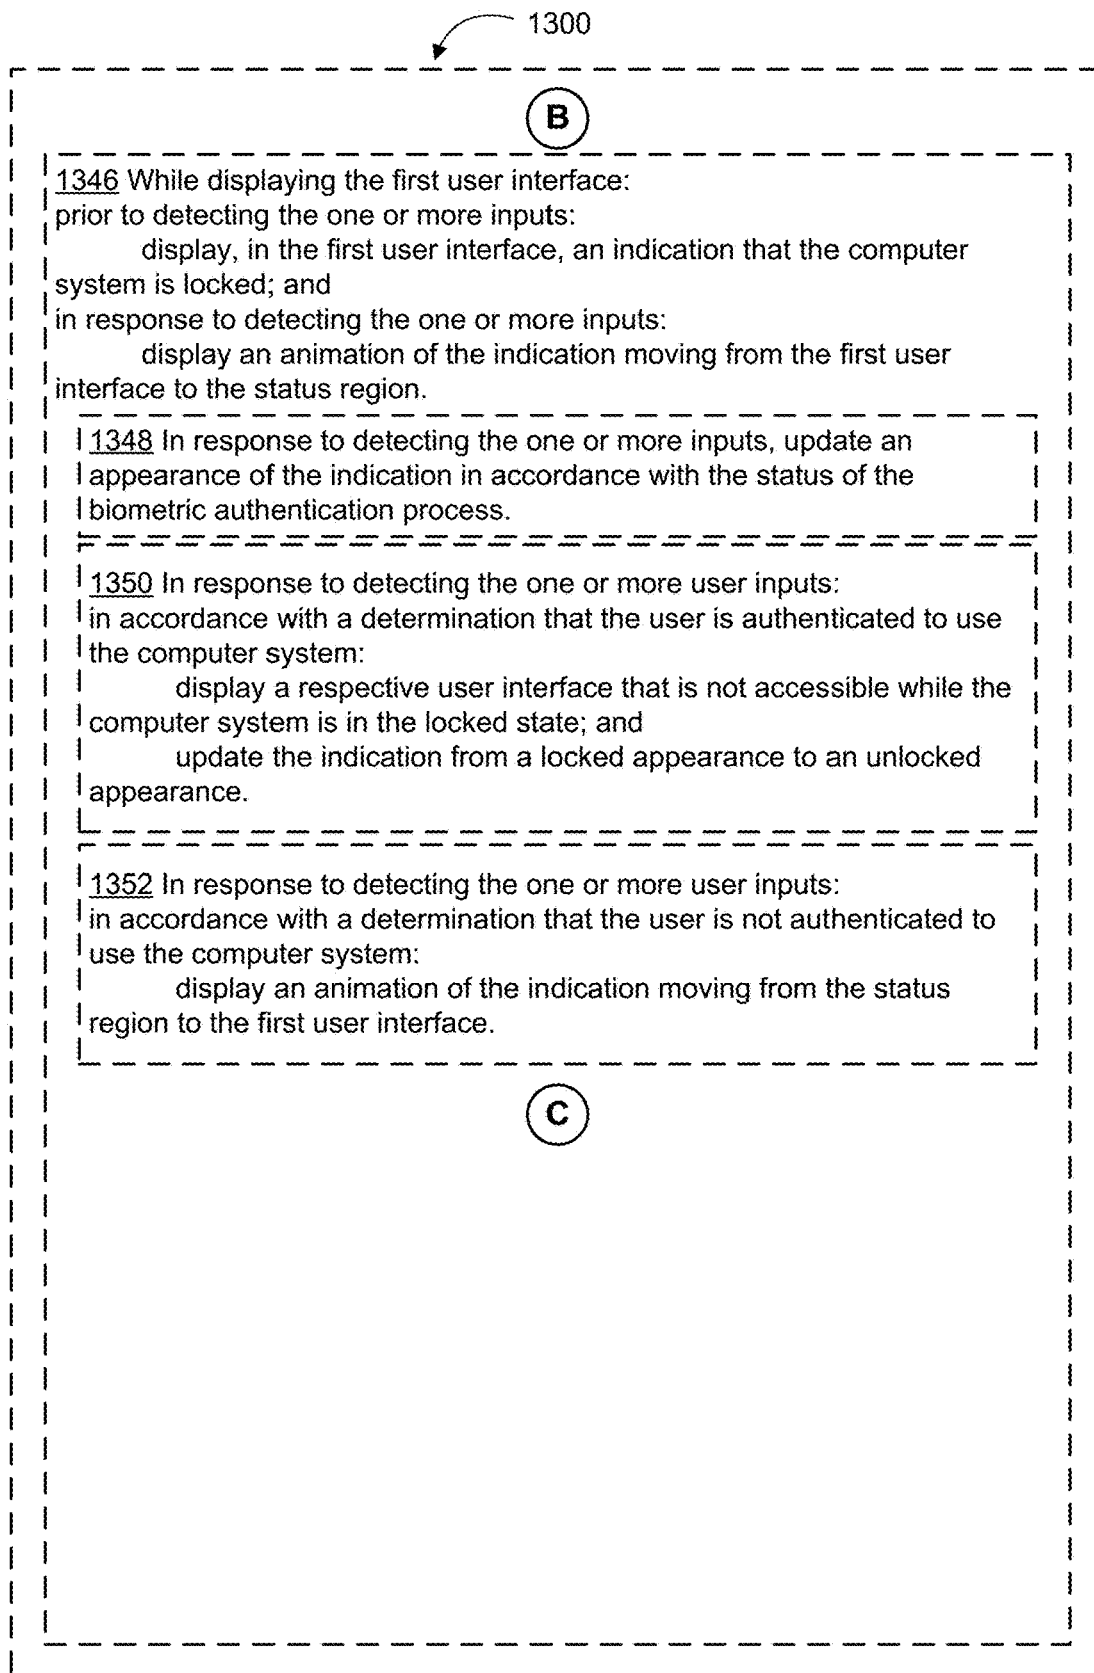 1300
B
1346 While displaying the first user interface:
prior to detecting the one or more inputs:
display, in the first user interface, an indication that the computer
system is locked; and
in response to detecting the one or more inputs:
display an animation of the indication moving from the first user
interface to the status region.
1348 In response to detecting the one or more inputs, update an
appearance of the indication in accordance with the status of the
biometric authentication process.
1350 In response to detecting the one or more user inputs:
in accordance with a determination that the user is authenticated to use
the computer system:
display a respective user interface that is not accessible while the
computer system is in the locked state; and
update the indication from a locked appearance to an unlocked
appearance.
1352 In response to detecting the one or more user inputs:
in accordance with a determination that the user is not authenticated to
use the computer system:
display an animation of the indication moving from the status
region to the first user interface.
C